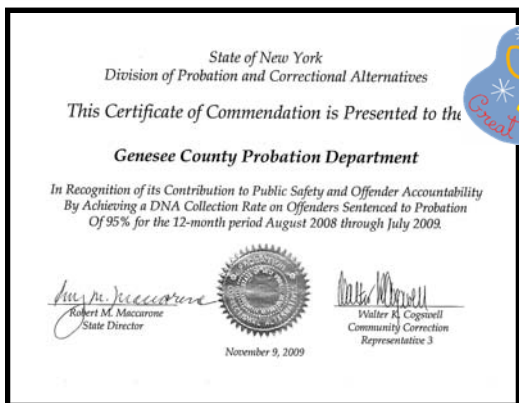 State of New York
Division of Probation and Correctional Alternatives
This Certificate of Commendation is Presented to the
Great
Genesee County Probation Department
In Recognition of its Contribution to Public Safety and Offender Accountability
By Achieving a DNA Collection Rate on Offenders Sentenced to Probation
Of 95% for the 12-month period August 2008 through July 2009.
Robert M. Maccarone
State Director
Walter K. Cogswell
Community Correction
Representative 3
November 9, 2009